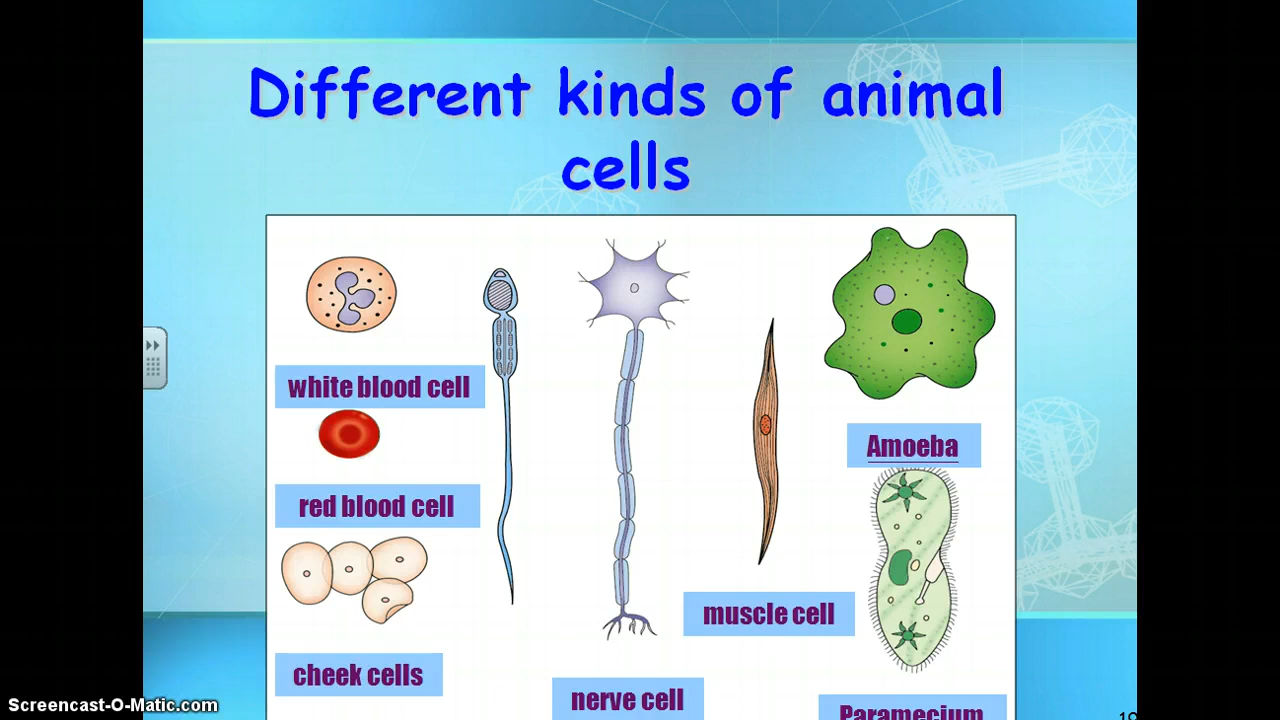 Different kinds of animal
cells
white blood cell
red blood cell
cheek cells
nerve cell
muscle cell
Amoeba
Paramecium
Screencast-O-Matic.com